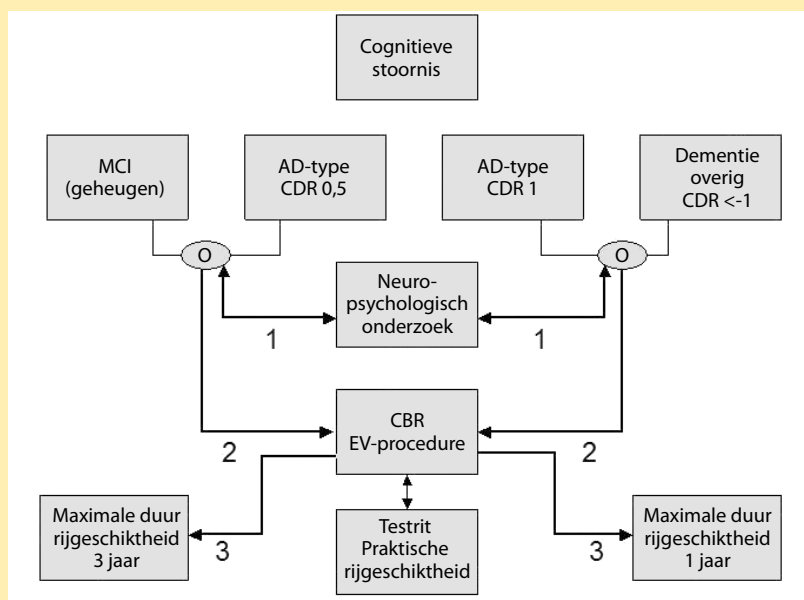 Cognitieve
stoornis
MCI
(geheugen)
AD-type
CDR 0,5
AD-type
CDR 1
Dementie
overig
CDR <-1
O
O
Neuro-
psychologisch
onderzoek
1
1
CBR
EV-procedure
2
2
Maximale duur
rijgeschiktheid
3 jaar
3
Testrit
Praktische
rijgeschiktheid
3
Maximale duur
rijgeschiktheid
1 jaar